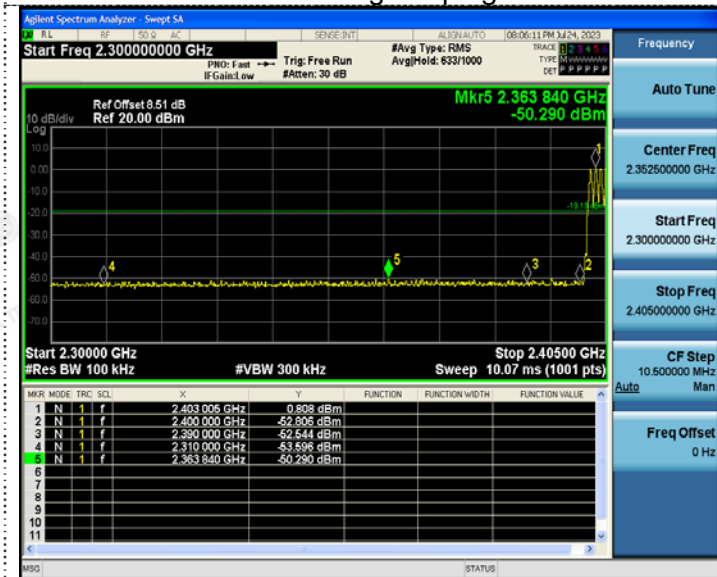 Agilent Spectrum Analyzer - Swept SA
RL RF 50 Ω AC SENSE:INT ALIGN AUTO 08:06:11 PM Jul 24, 2023
Start Freq 2.300000000 GHz
PNO: Fast
IFGain:Low
Trig: Free Run
#Atten: 30 dB
#Avg Type: RMS
Avg|Hold: 633/1000
TRACE 1 2 3 4 5 6
TYPE M
DET P P P P P P
Frequency
Mkr5 2.363 840 GHz
-50.290 dBm
Ref Offset 8.51 dB
Ref 20.00 dBm
10 dB/div
Log
10.0
0.00
-10.0
-20.0
-30.0
-40.0
-50.0
-60.0
-70.0
1
2
3
4
5
Start 2.30000 GHz
Stop 2.40500 GHz
#Res BW 100 kHz #VBW 300 kHz Sweep 10.07 ms (1001 pts)
MKR MODE TRC SCL X Y FUNCTION FUNCTION WIDTH FUNCTION VALUE
1 N 1 f 2.403 005 GHz 0.808 dBm
2 N 1 f 2.400 000 GHz -52.806 dBm
3 N 1 f 2.390 000 GHz -52.544 dBm
4 N 1 f 2.310 000 GHz -53.596 dBm
5 N 1 f 2.363 840 GHz -50.290 dBm
6
7
8
9
10
11
MSG STATUS
Auto Tune
Center Freq
2.352500000 GHz
Start Freq
2.300000000 GHz
Stop Freq
2.405000000 GHz
CF Step
10.500000 MHz
Auto Man
Freq Offset
0 Hz